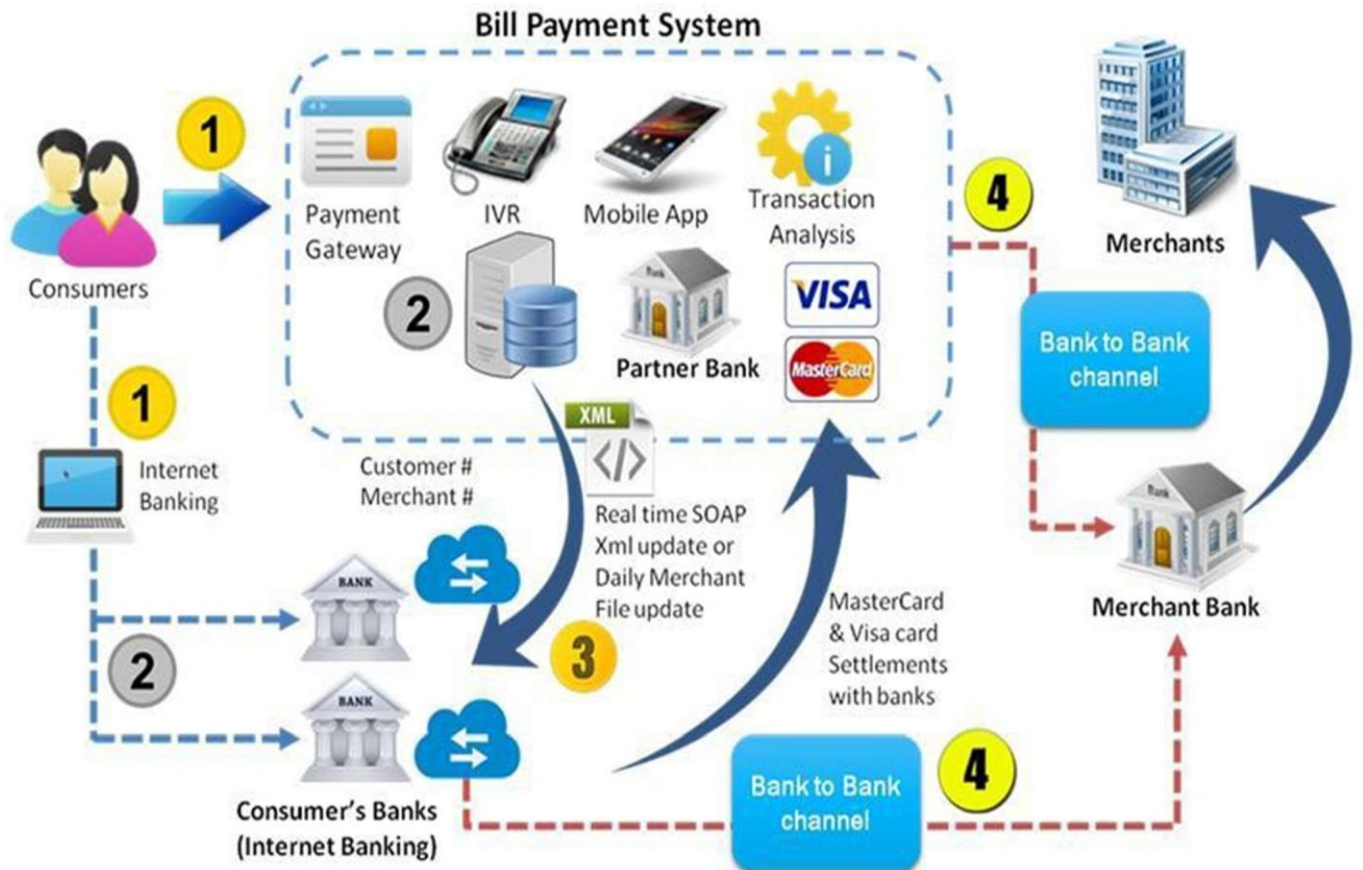 Bill Payment System
1
Consumers
Payment
Gateway
IVR
Mobile App
i
Transaction
Analysis
2
Bank
Partner Bank
VISA
MasterCard
4
Merchants
Bank to Bank
channel
Bank
Merchant Bank
1
Internet
Banking
2
Customer #
Merchant #
XML
</>
Real time SOAP
Xml update or
Daily Merchant
File update
3
BANK
BANK
Consumer's Banks
(Internet Banking)
MasterCard
& Visa card
Settlements
with banks
Bank to Bank
channel
4